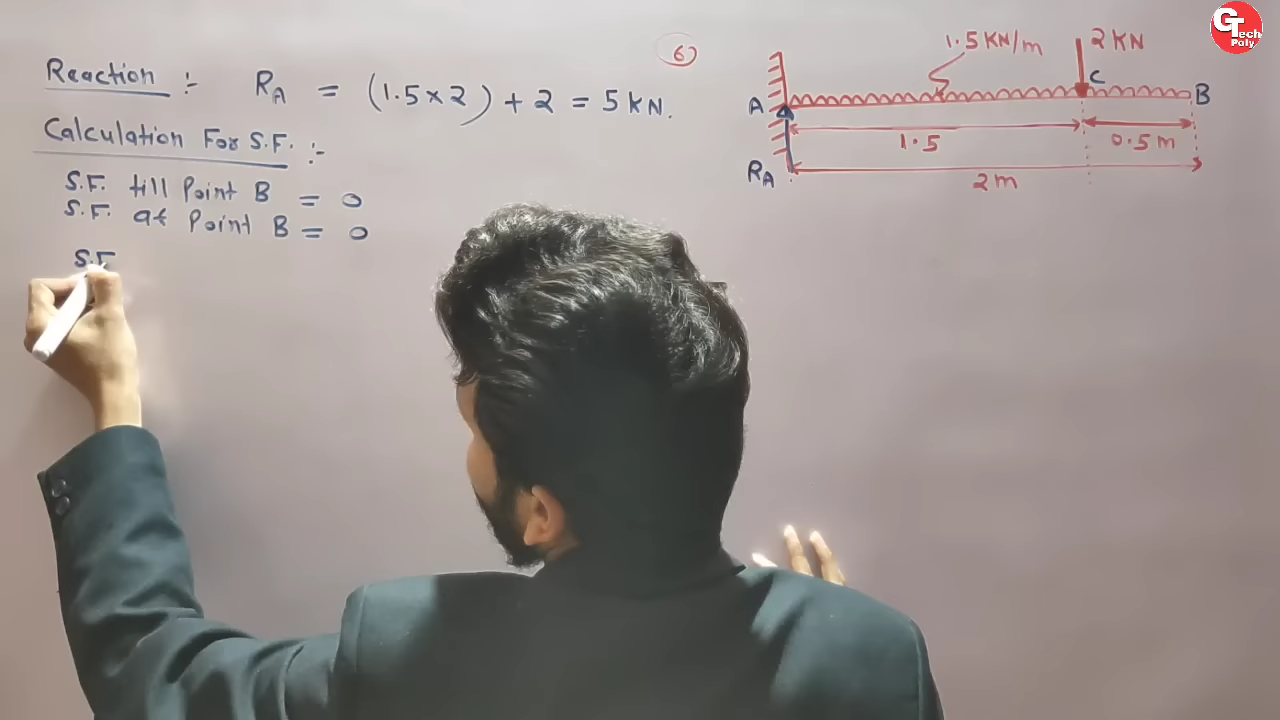 Reaction :- R_A = (1.5×2) + 2 = 5 KN.
Calculation For S.F. :-
S.F. till Point B = 0
S.F. at Point B = 0
S.F
6
1.5 KN/m
2 KN
C
A
B
1.5
0.5 m
R_A
2 m
GTech
Poly